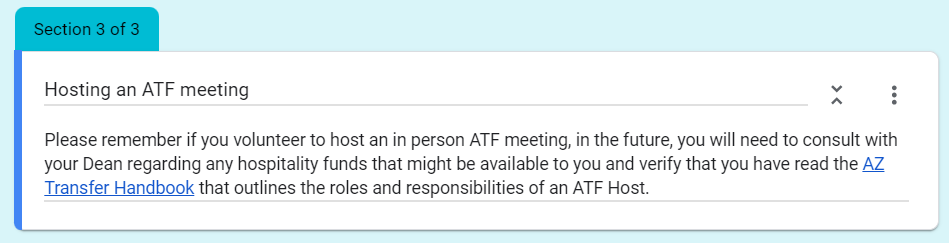 Section 3 of 3
Hosting an ATF meeting
Please remember if you volunteer to host an in person ATF meeting, in the future, you will need to consult with
your Dean regarding any hospitality funds that might be available to you and verify that you have read the AZ
Transfer Handbook that outlines the roles and responsibilities of an ATF Host.